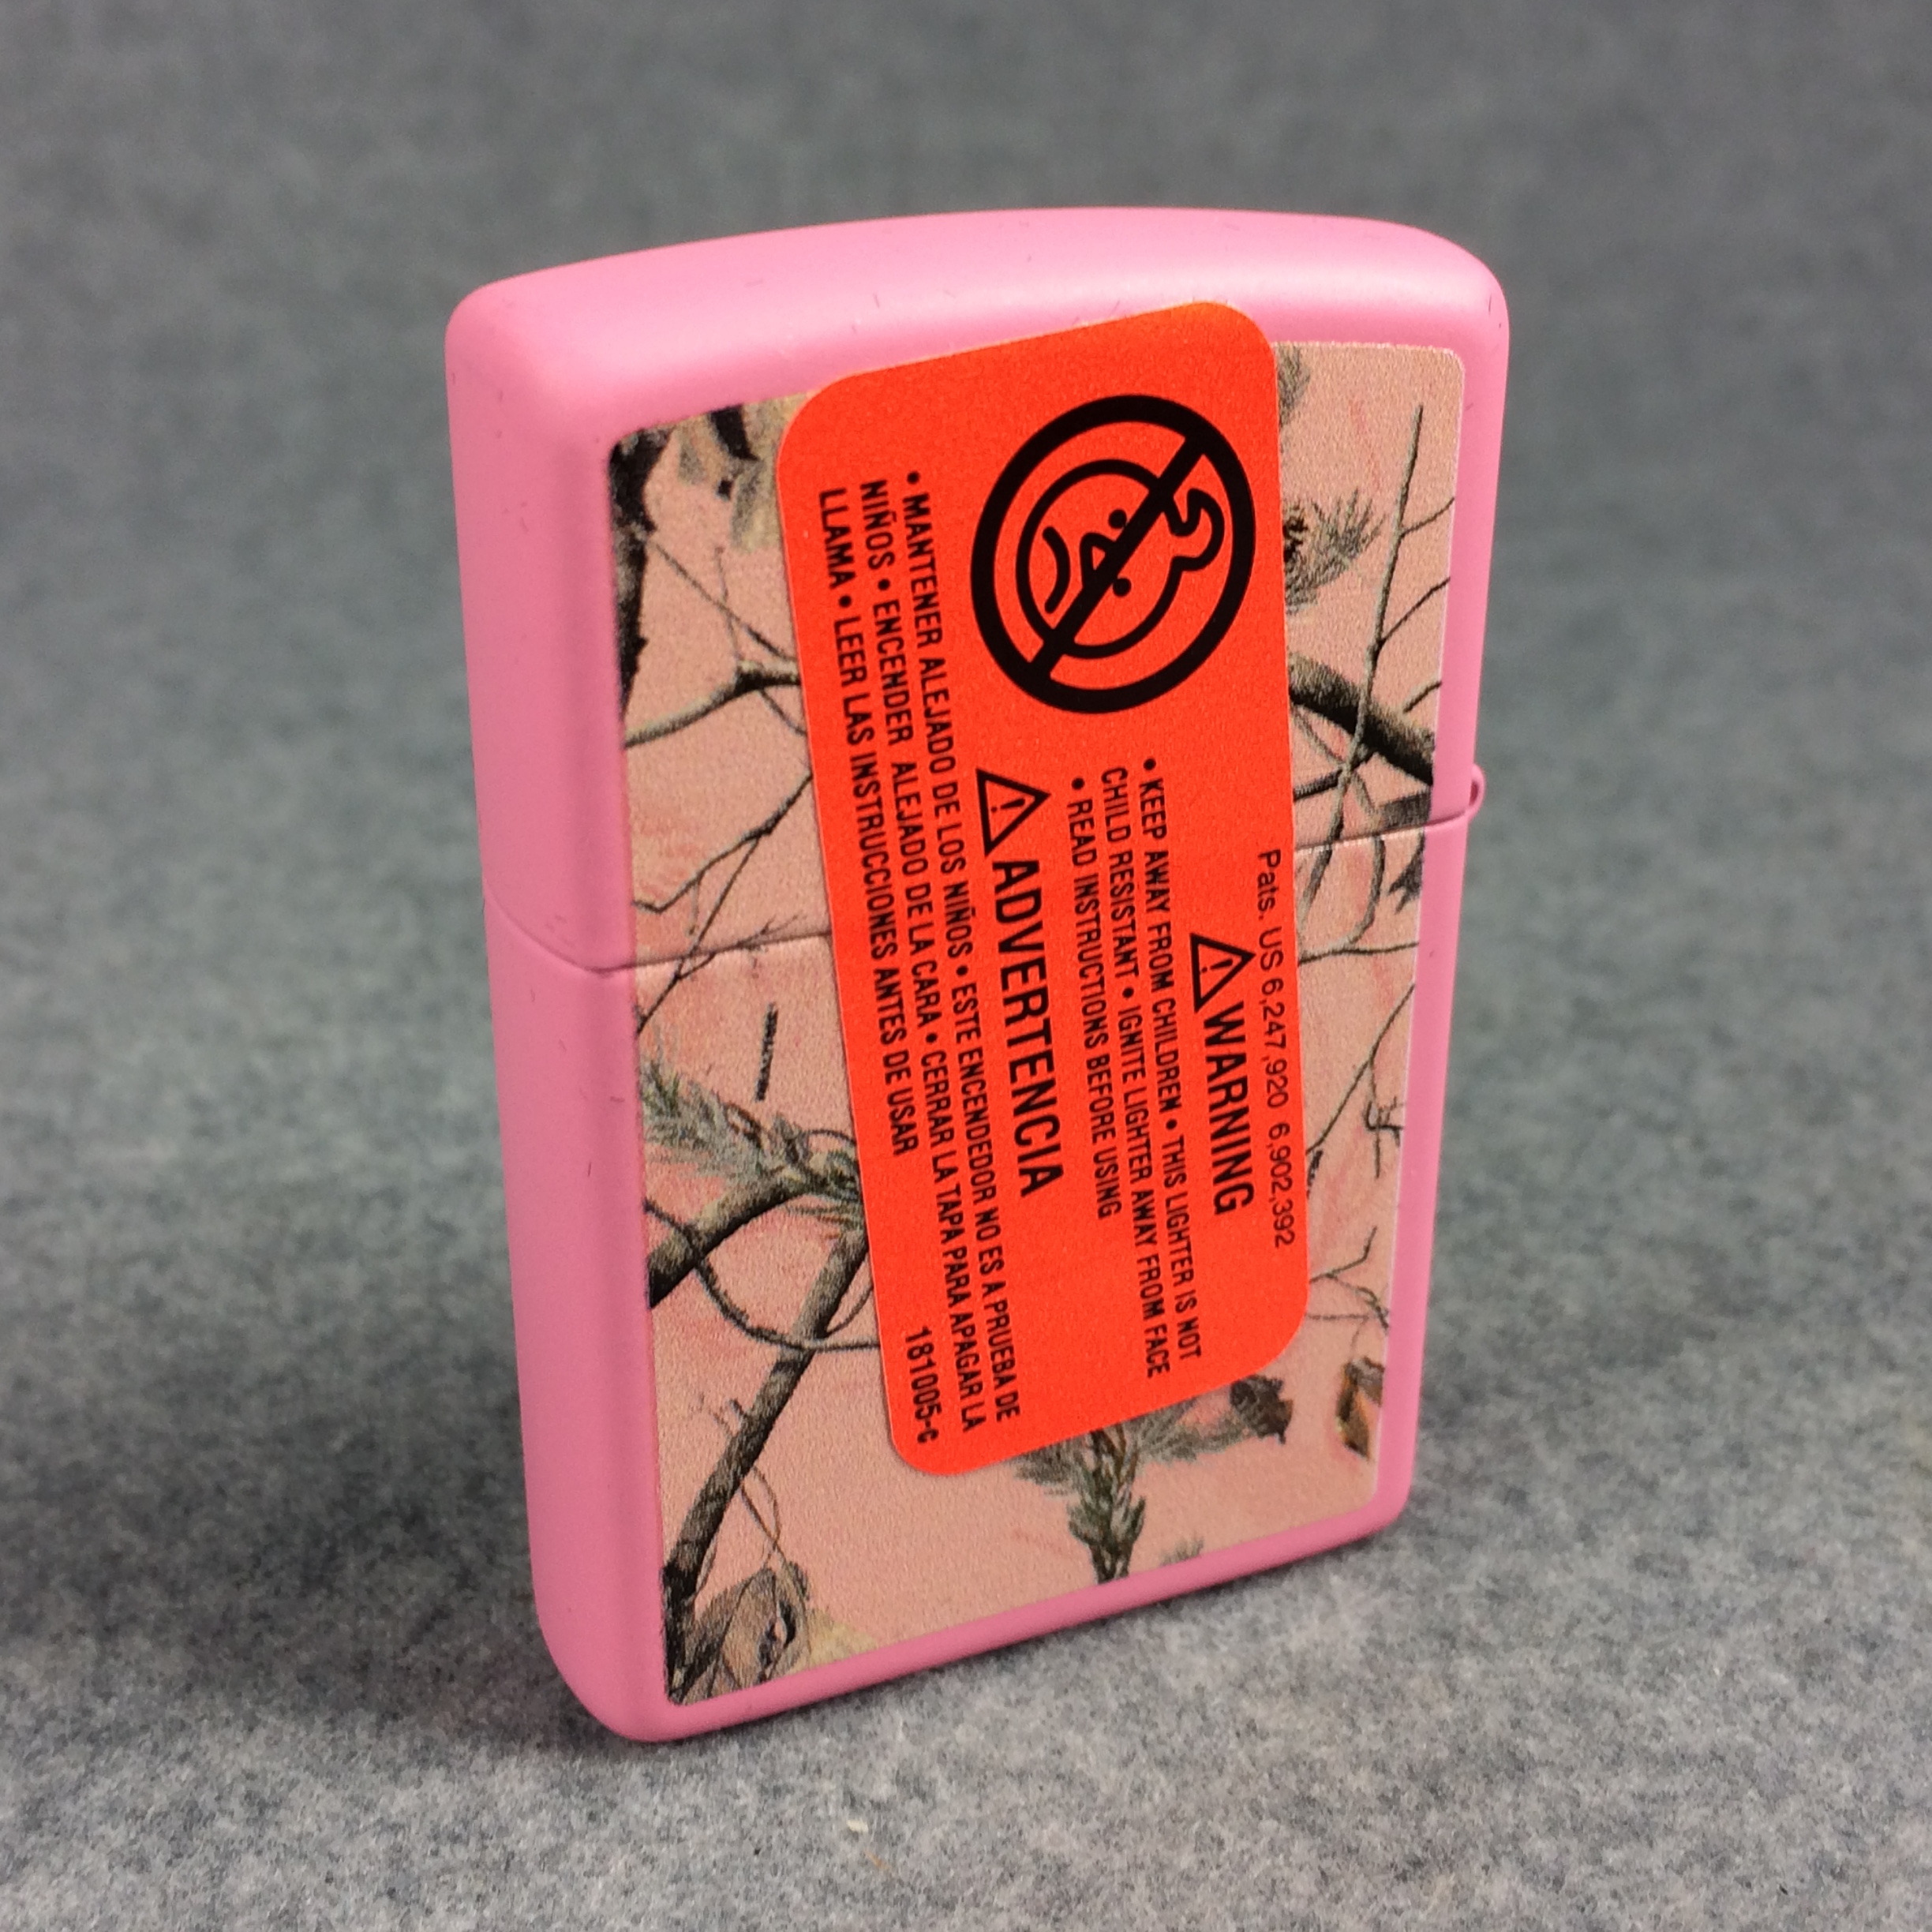 Pats. US 6,247,920 6,902,392
⚠WARNING
• KEEP AWAY FROM CHILDREN • THIS LIGHTER IS NOT
CHILD RESISTANT • IGNITE LIGHTER AWAY FROM FACE
• READ INSTRUCTIONS BEFORE USING
⚠ADVERTENCIA
• MANTENER ALEJADO DE LOS NIÑOS • ESTE ENCENDEDOR NO ES A PRUEBA DE
NIÑOS • ENCENDER ALEJADO DE LA CARA • CERRAR LA TAPA PARA APAGAR LA
LLAMA • LEER LAS INSTRUCCIONES ANTES DE USAR
181005-c